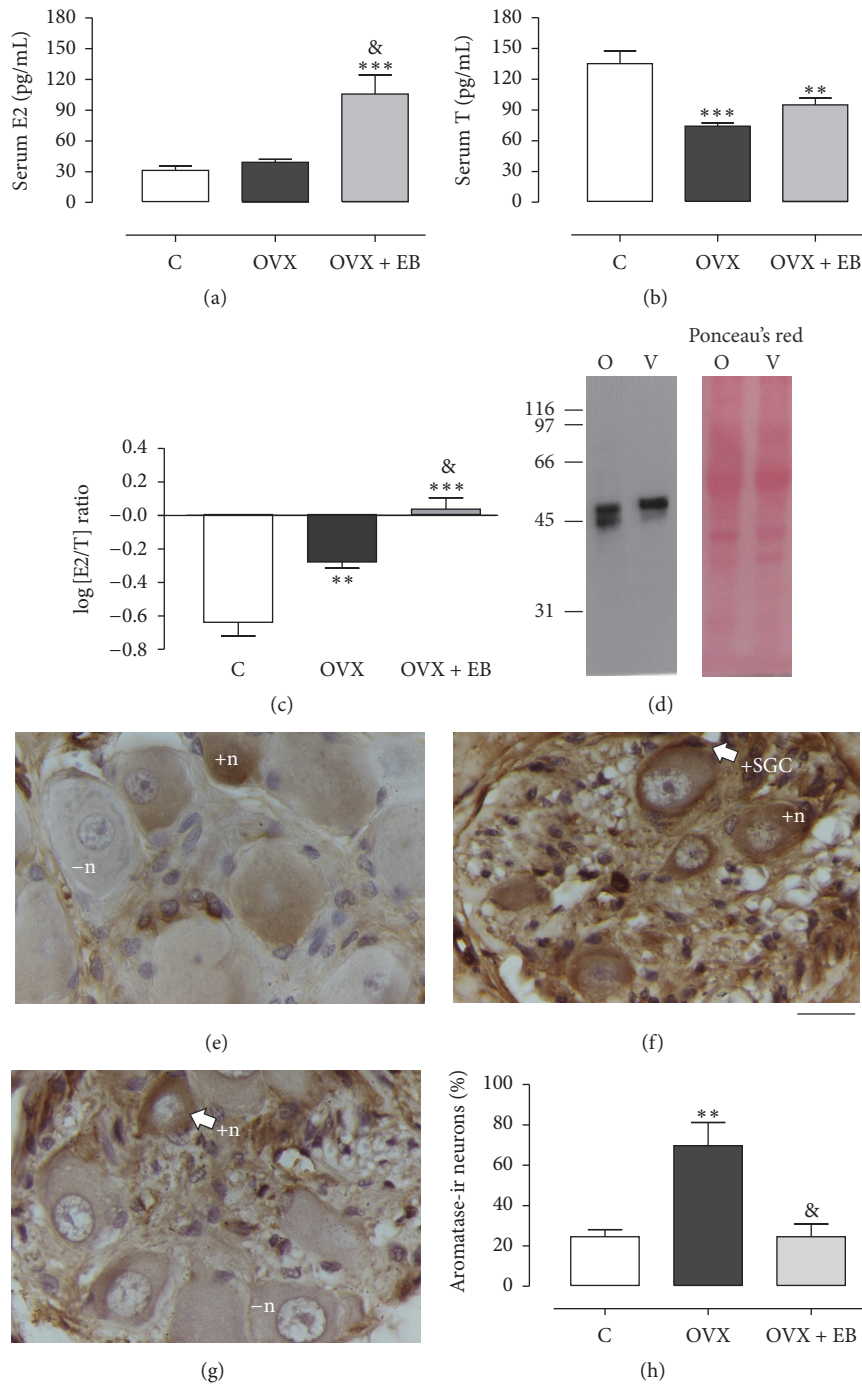 180
150
120
90
60
30
0
Serum E2 (pg/mL)
&
***
C OVX OVX + EB
(a)
180
150
120
90
60
30
0
Serum T (pg/mL)
***
**
C OVX OVX + EB
(b)
0.4
0.2
−0.0
−0.2
−0.4
−0.6
−0.8
log [E2/T] ratio
&
***
**
C OVX OVX + EB
(c)
Ponceau's red
O V O V
116
97
66
45
31
(d)
+n
−n
(e)
+SGC
+n
(f)
+n
−n
(g)
100
80
60
40
20
0
Aromatase-ir neurons (%)
**
&
C OVX OVX + EB
(h)